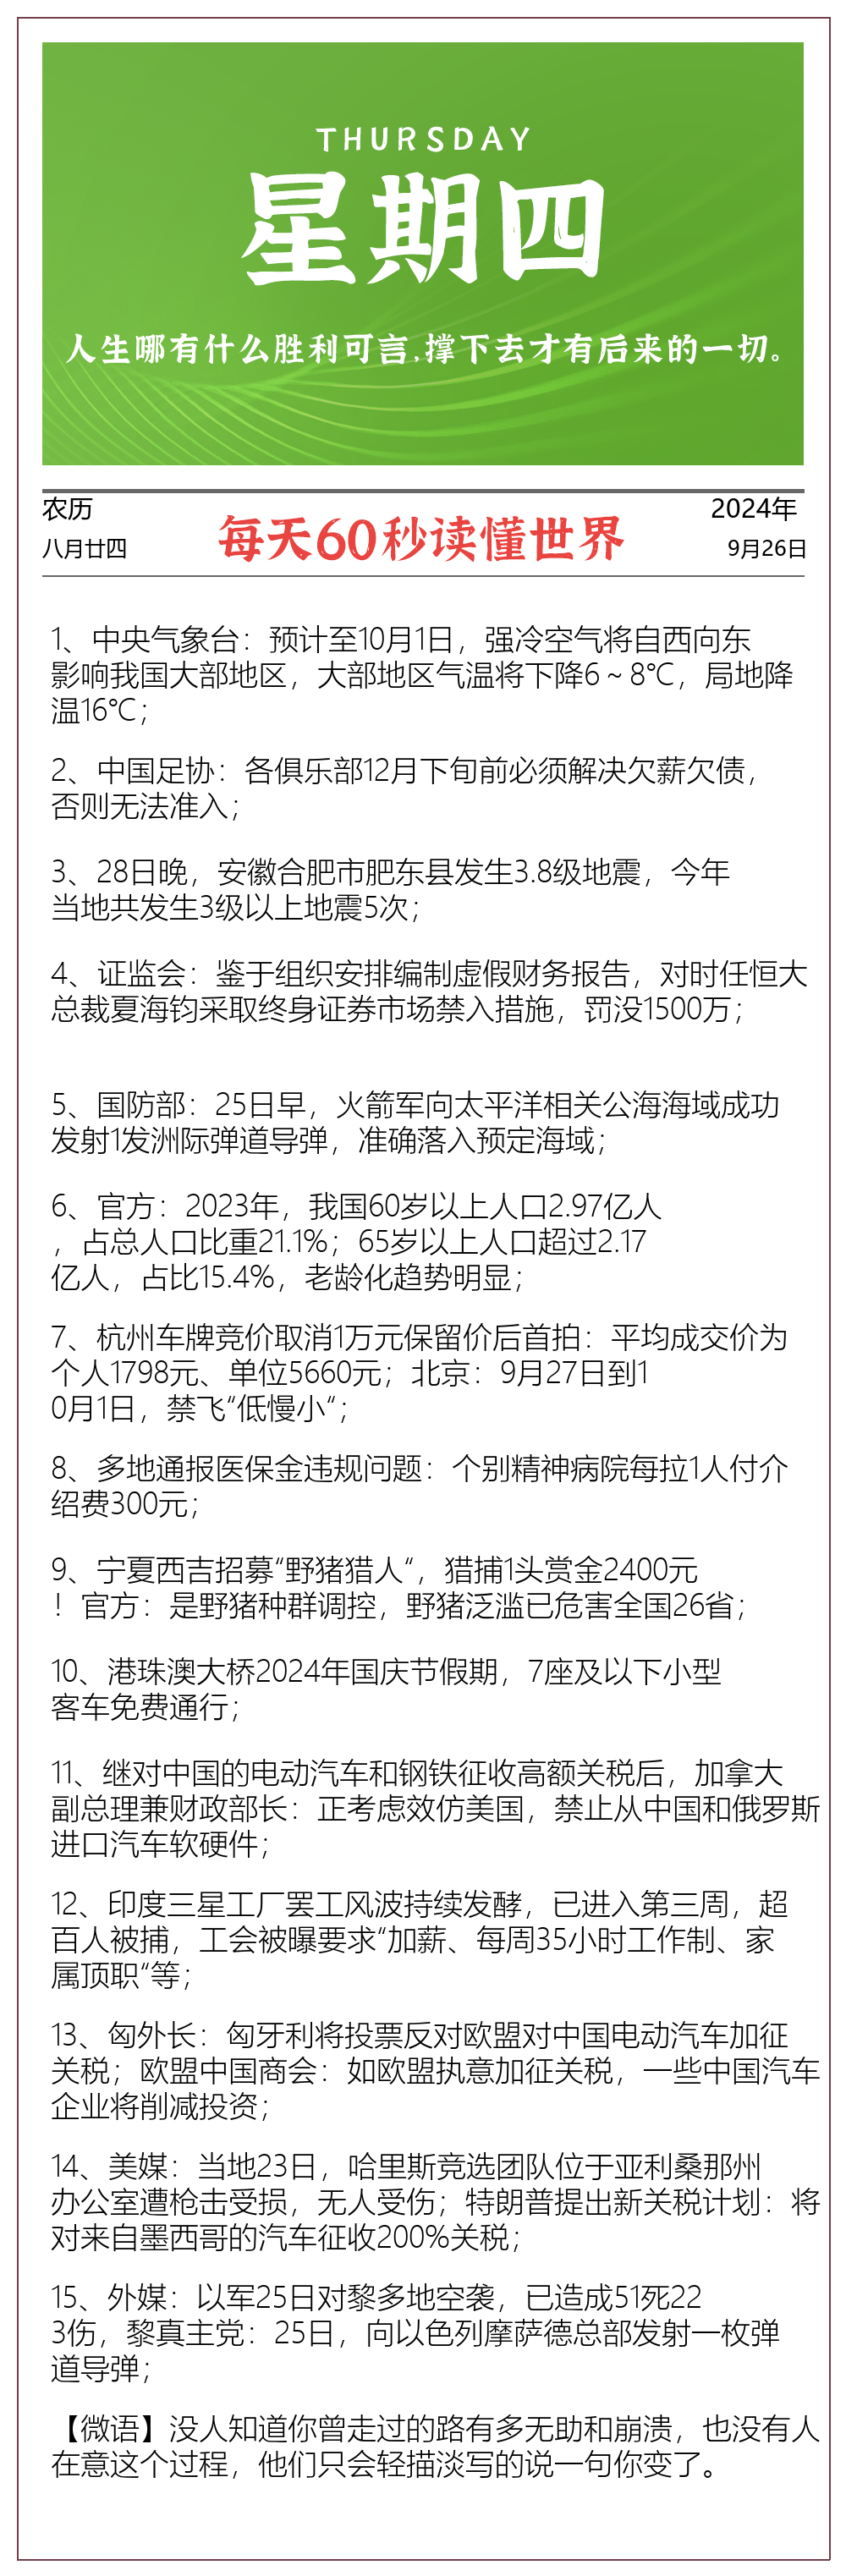 THURSDAY
星期四
人生哪有什么胜利可言,撑下去才有后来的一切。
农历
2024年
每天60秒读懂世界
八月廿四
9月26日
1、中央气象台：预计至10月1日，强冷空气将自西向东
影响我国大部地区，大部地区气温将下降6～8℃，局地降
温16℃；
2、中国足协：各俱乐部12月下旬前必须解决欠薪欠债，
否则无法准入；
3、28日晚，安徽合肥市肥东县发生3.8级地震，今年
当地共发生3级以上地震5次；
4、证监会：鉴于组织安排编制虚假财务报告，对时任恒大
总裁夏海钧采取终身证券市场禁入措施，罚没1500万；
5、国防部：25日早，火箭军向太平洋相关公海海域成功
发射1发洲际弹道导弹，准确落入预定海域；
6、官方：2023年，我国60岁以上人口2.97亿人
，占总人口比重21.1%；65岁以上人口超过2.17
亿人，占比15.4%，老龄化趋势明显；
7、杭州车牌竞价取消1万元保留价后首拍：平均成交价为
个人1798元、单位5660元；北京：9月27日到1
0月1日，禁飞“低慢小“；
8、多地通报医保金违规问题：个别精神病院每拉1人付介
绍费300元；
9、宁夏西吉招募“野猪猎人“，猎捕1头赏金2400元
！官方：是野猪种群调控，野猪泛滥已危害全国26省；
10、港珠澳大桥2024年国庆节假期，7座及以下小型
客车免费通行；
11、继对中国的电动汽车和钢铁征收高额关税后，加拿大
副总理兼财政部长：正考虑效仿美国，禁止从中国和俄罗斯
进口汽车软硬件；
12、印度三星工厂罢工风波持续发酵，已进入第三周，超
百人被捕，工会被曝要求“加薪、每周35小时工作制、家
属顶职“等；
13、匈外长：匈牙利将投票反对欧盟对中国电动汽车加征
关税；欧盟中国商会：如欧盟执意加征关税，一些中国汽车
企业将削减投资；
14、美媒：当地23日，哈里斯竞选团队位于亚利桑那州
办公室遭枪击受损，无人受伤；特朗普提出新关税计划：将
对来自墨西哥的汽车征收200%关税；
15、外媒：以军25日对黎多地空袭，已造成51死22
3伤，黎真主党：25日，向以色列摩萨德总部发射一枚弹
道导弹；
【微语】没人知道你曾走过的路有多无助和崩溃，也没有人
在意这个过程，他们只会轻描淡写的说一句你变了。